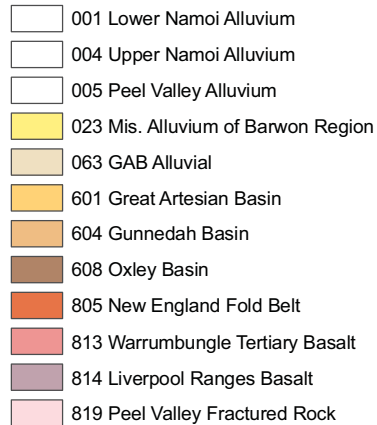 001 Lower Namoi Alluvium
004 Upper Namoi Alluvium
005 Peel Valley Alluvium
023 Mis. Alluvium of Barwon Region
063 GAB Alluvial
601 Great Artesian Basin
604 Gunnedah Basin
608 Oxley Basin
805 New England Fold Belt
813 Warrumbungle Tertiary Basalt
814 Liverpool Ranges Basalt
819 Peel Valley Fractured Rock